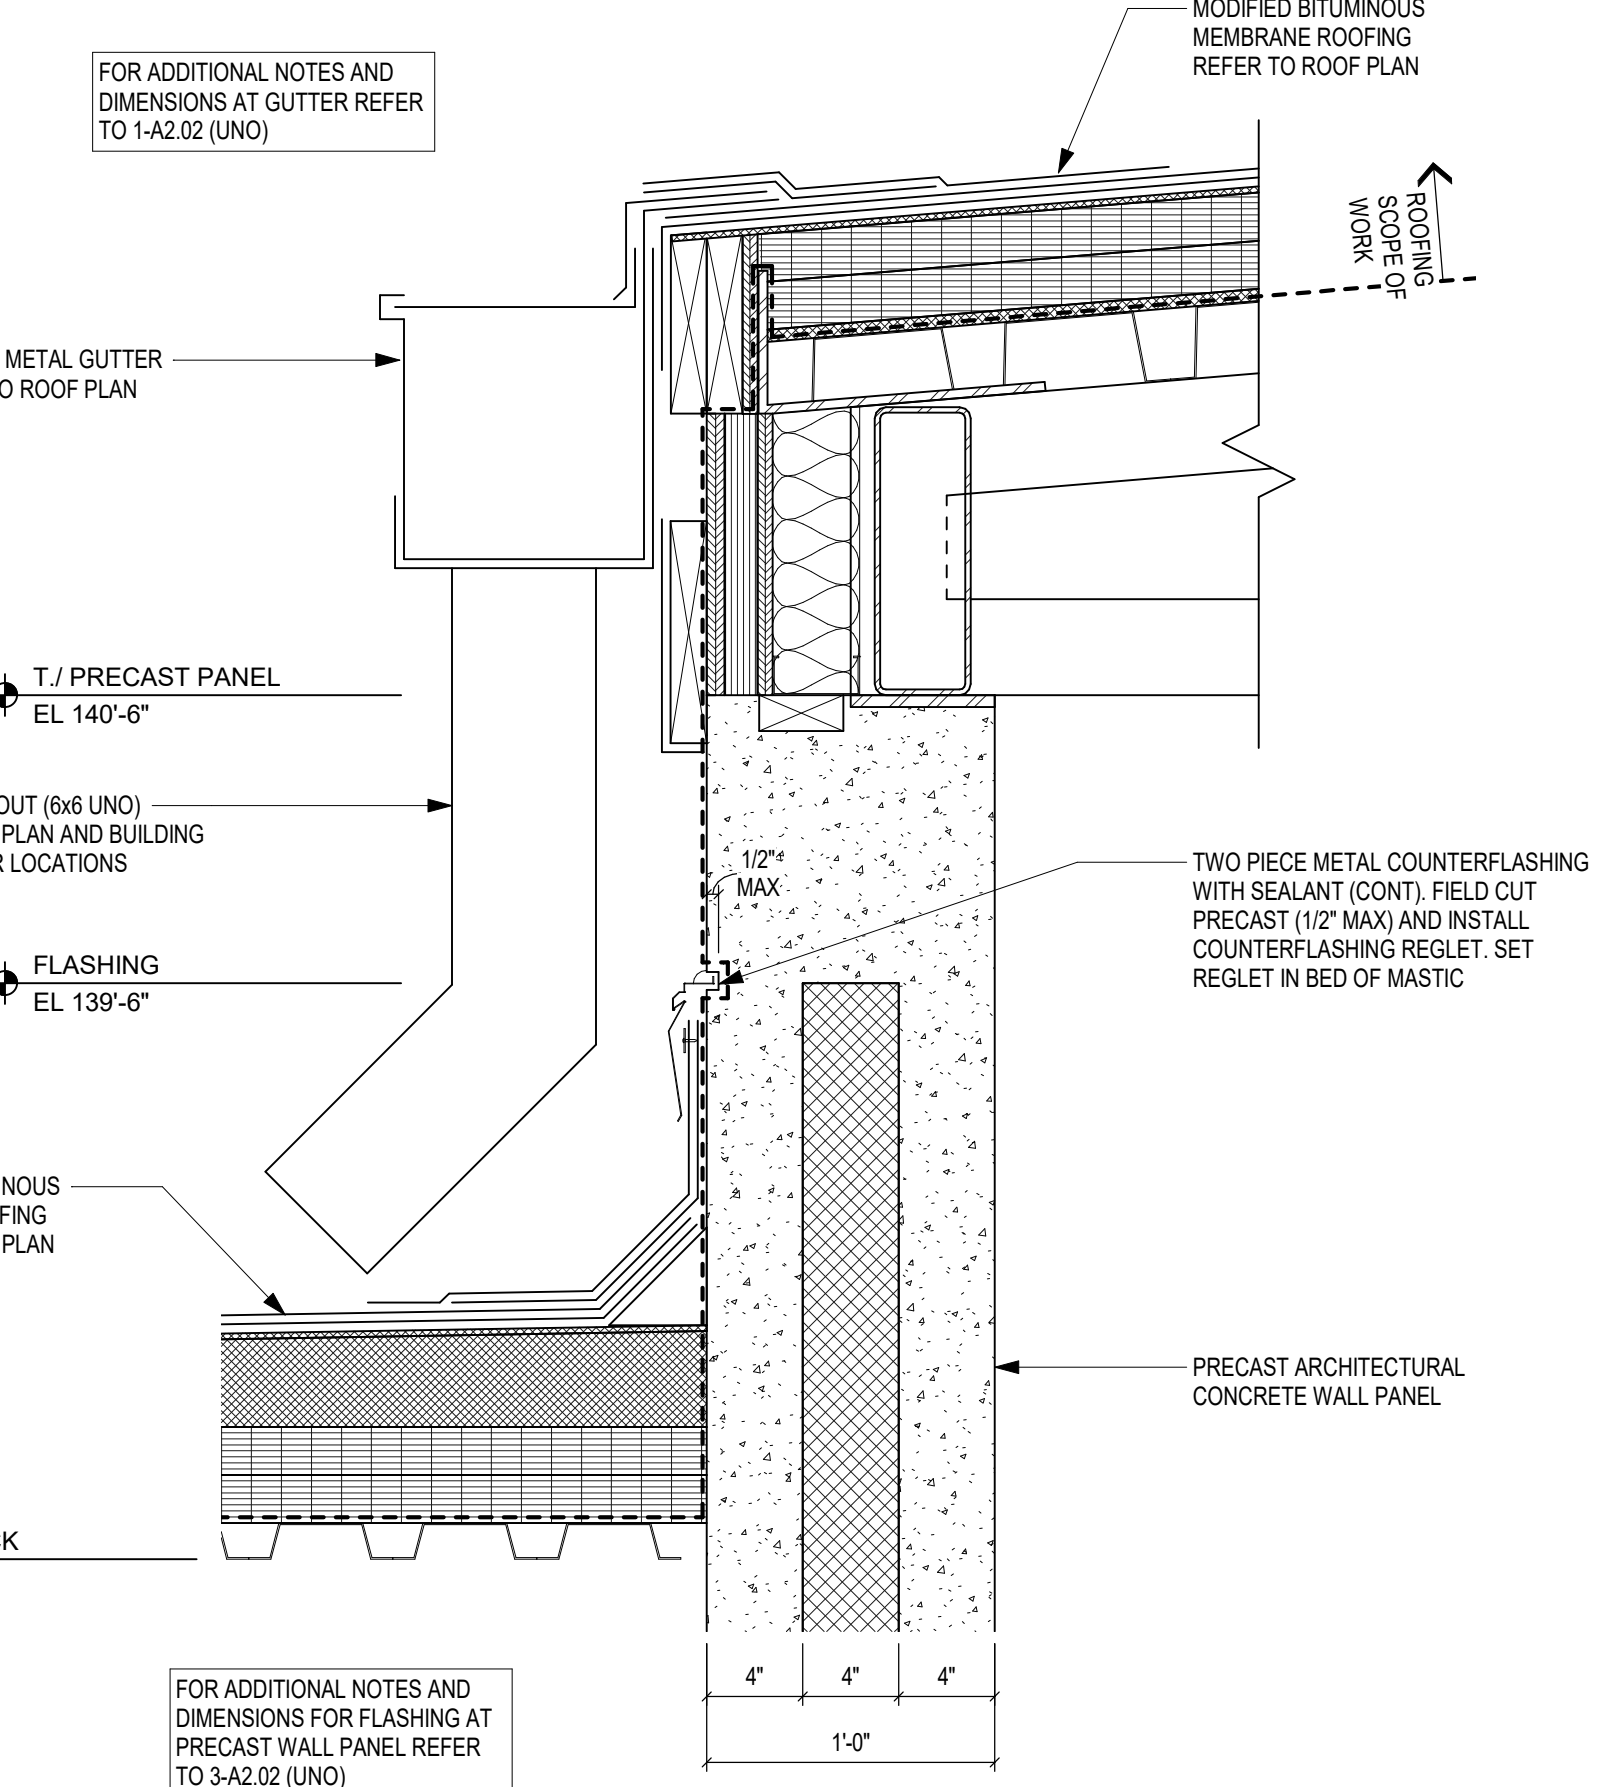 MODIFIED BITUMINOUS
MEMBRANE ROOFING
REFER TO ROOF PLAN
FOR ADDITIONAL NOTES AND
DIMENSIONS AT GUTTER REFER
TO 1-A2.02 (UNO)
ROOFING
SCOPE OF
WORK
METAL GUTTER
TO ROOF PLAN
T./ PRECAST PANEL
EL 140'-6"
OUT (6x6 UNO)
PLAN AND BUILDING
R LOCATIONS
1/2"
MAX
TWO PIECE METAL COUNTERFLASHING
WITH SEALANT (CONT). FIELD CUT
PRECAST (1/2" MAX) AND INSTALL
COUNTERFLASHING REGLET. SET
REGLET IN BED OF MASTIC
FLASHING
EL 139'-6"
NOUS
FING
PLAN
PRECAST ARCHITECTURAL
CONCRETE WALL PANEL
CK
4" 4" 4"
1'-0"
FOR ADDITIONAL NOTES AND
DIMENSIONS FOR FLASHING AT
PRECAST WALL PANEL REFER
TO 3-A2.02 (UNO)